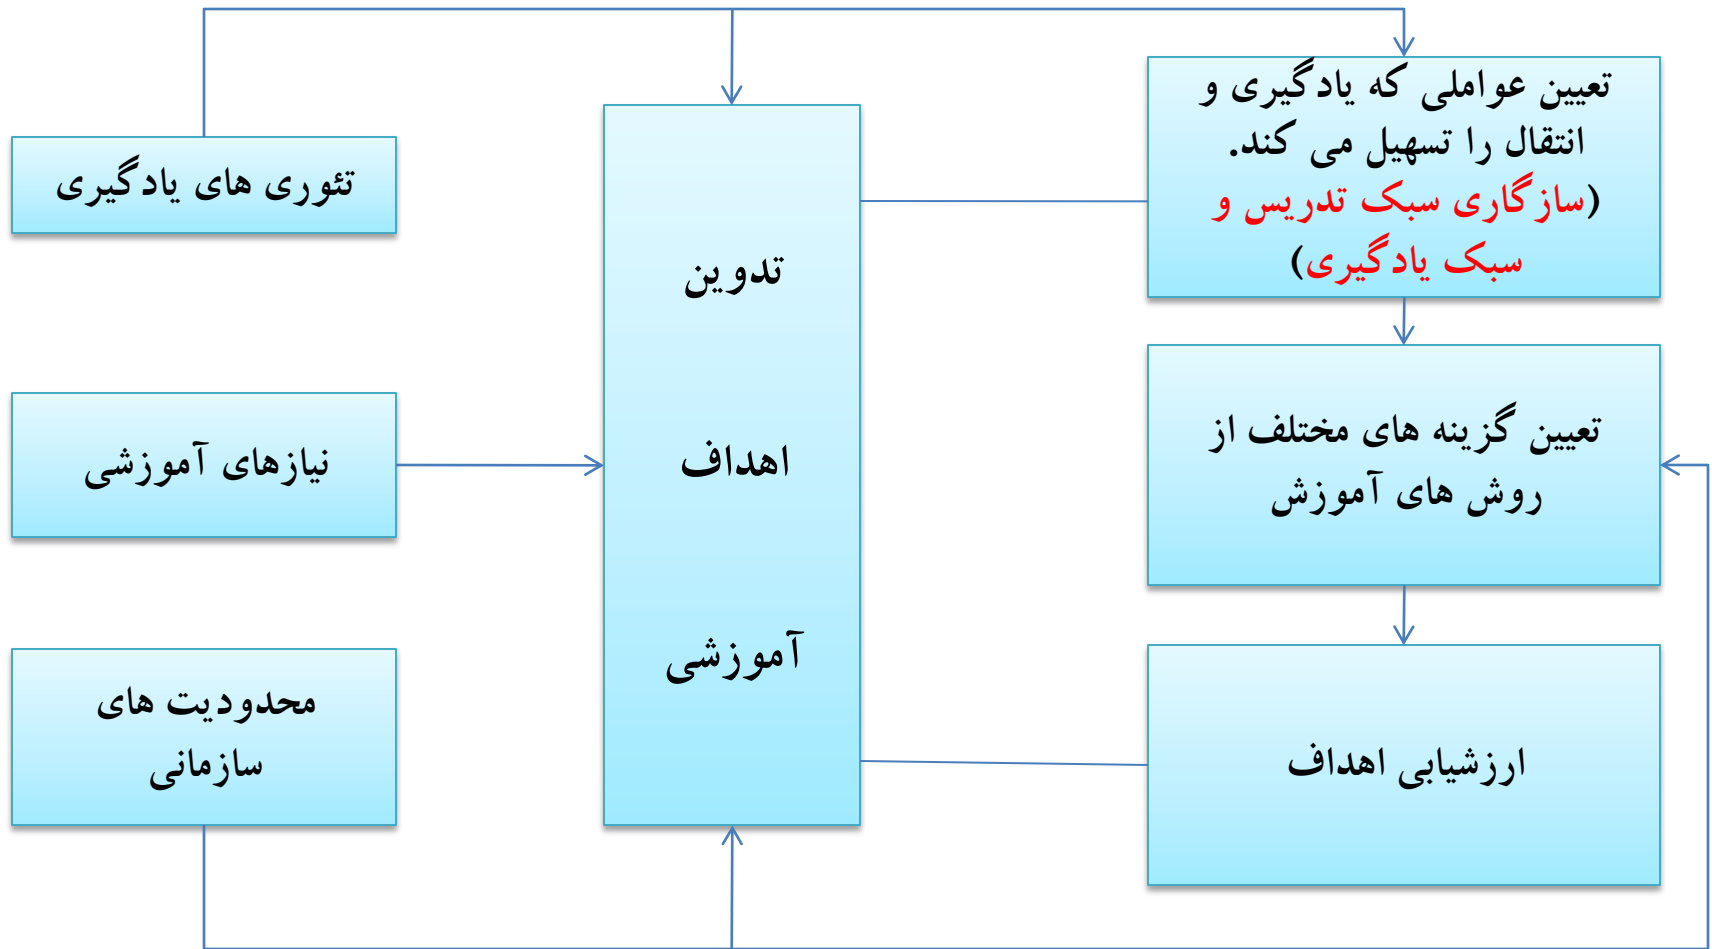 تئوری های یادگیری
نیازهای آموزشی
محدودیت های
سازمانی
تدوین
اهداف
آموزشی
تعیین عواملی که یادگیری و
انتقال را تسهیل می کند.
(سازگاری سبک تدریس و
سبک یادگیری)
تعیین گزینه های مختلف از
روش های آموزش
ارزشیابی اهداف